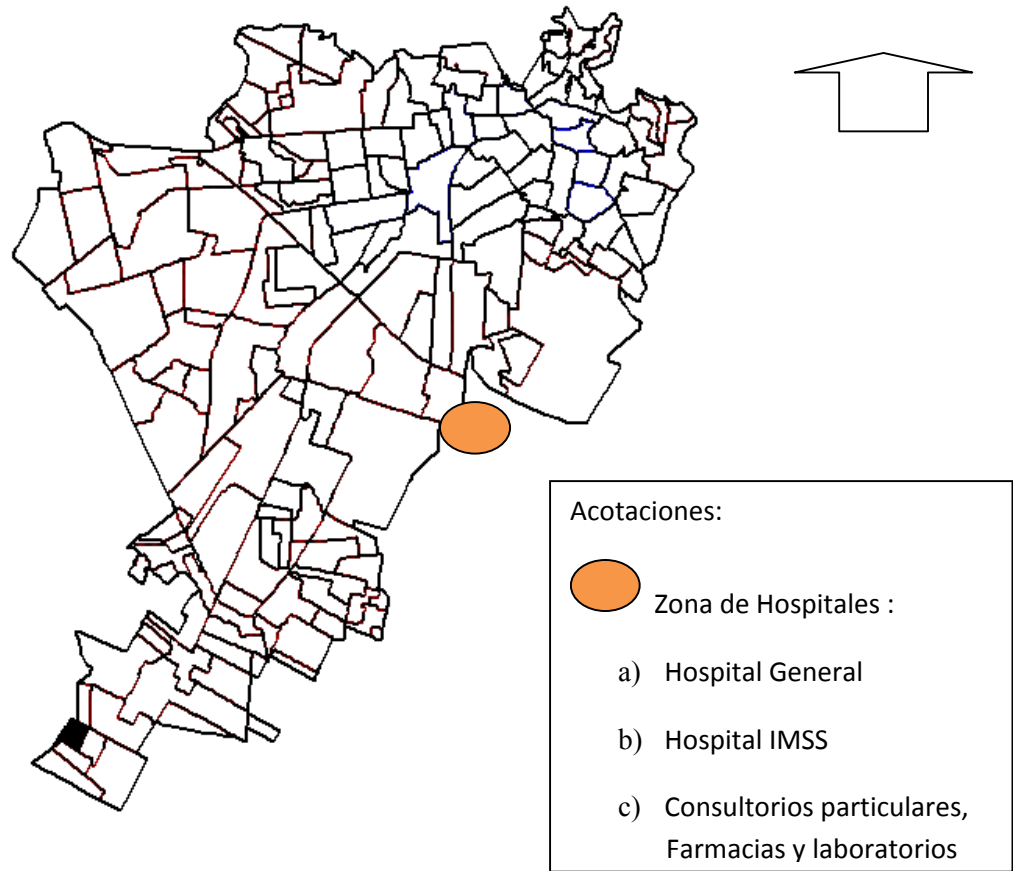 Acotaciones:
Zona de Hospitales :
a) Hospital General
b) Hospital IMSS
c) Consultorios particulares,
Farmacias y laboratorios